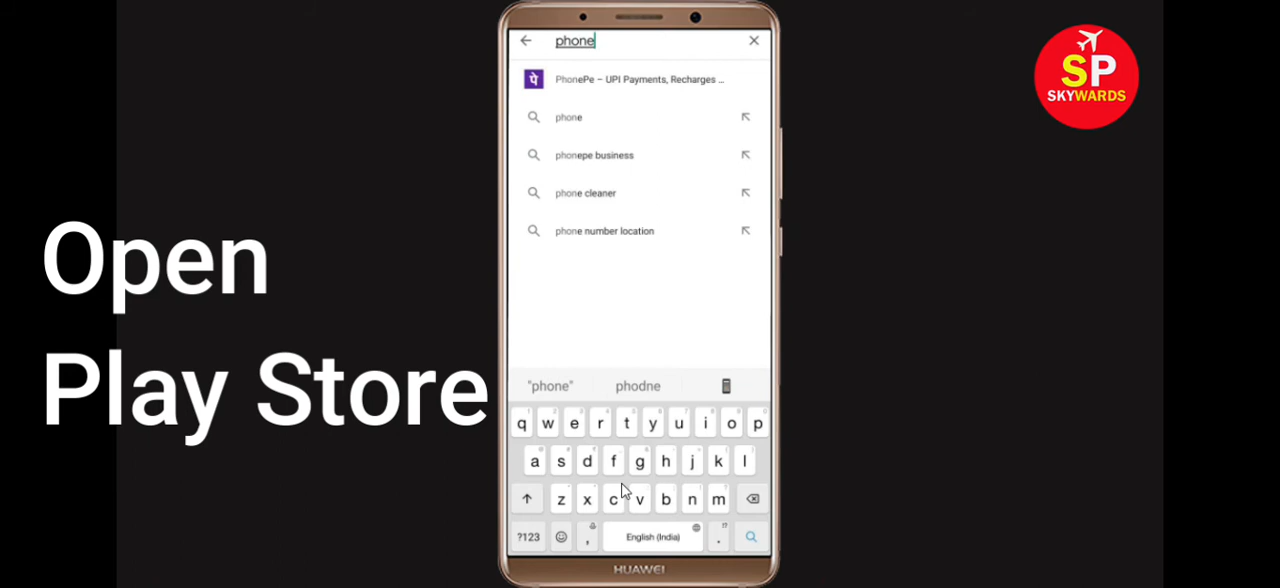 phone
PhonePe – UPI Payments, Recharges ...
phone
phonepe business
phone cleaner
phone number location
SP
SKYWARDS
Open
Play Store
"phone" phodne
q w e r t y u i o p
a s d f g h j k l
z x c v b n m
?123 , English (India) .
HUAWEI